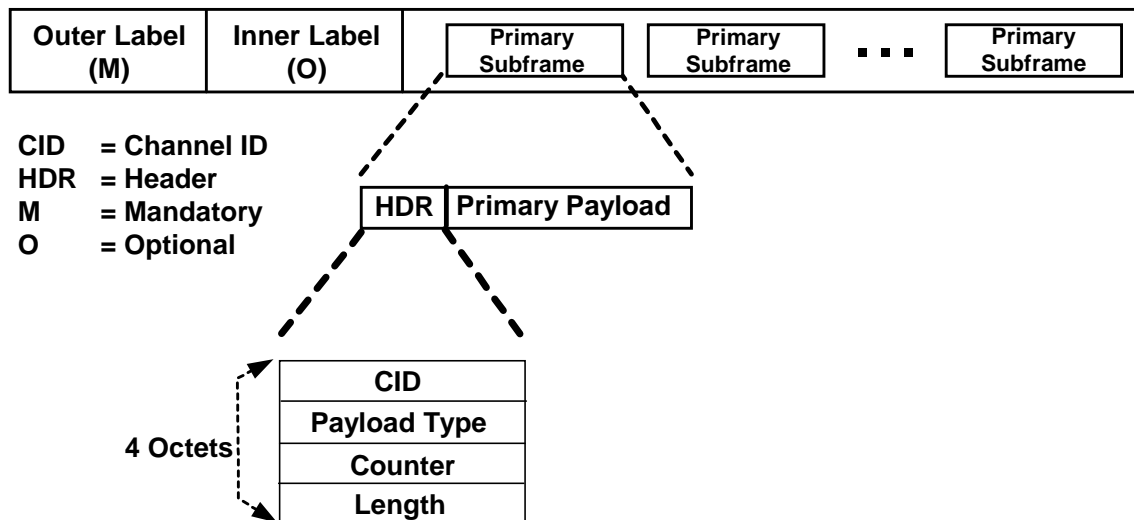 Outer Label
(M)
Inner Label
(O)
Primary
Subframe
Primary
Subframe
Primary
Subframe
CID = Channel ID
HDR = Header
M = Mandatory
O = Optional
HDR
Primary Payload
4 Octets
CID
Payload Type
Counter
Length